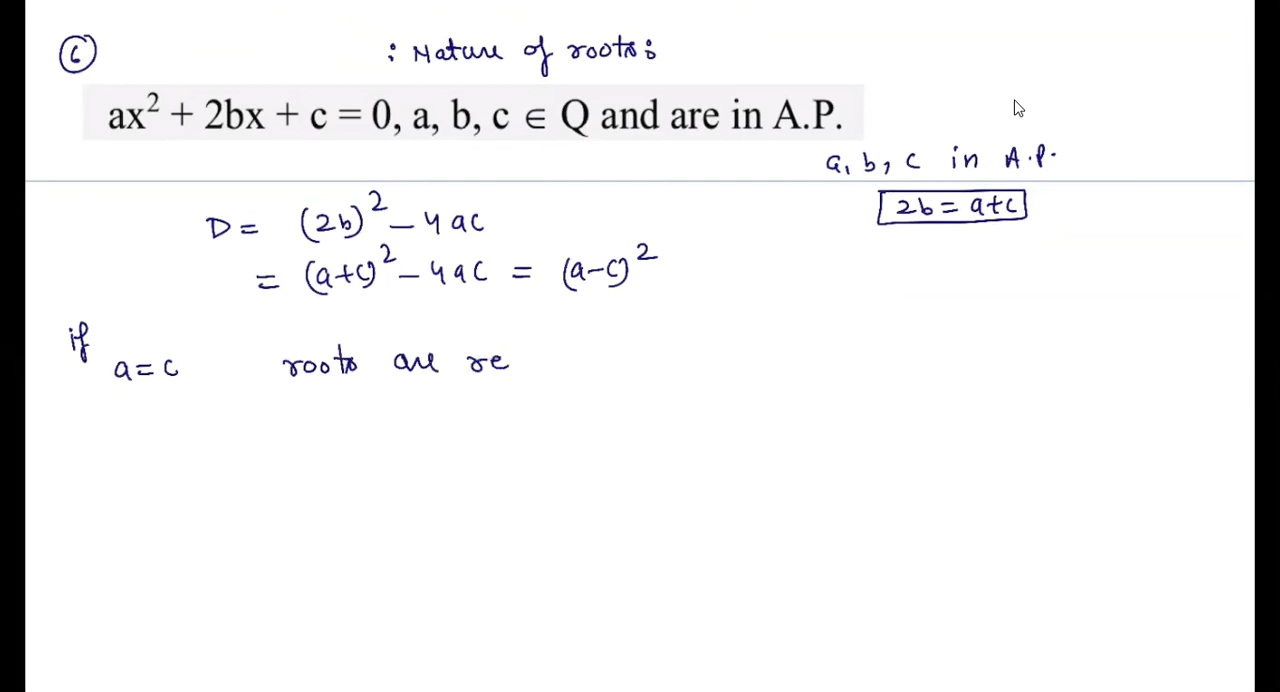 6 : Nature of roots :
ax² + 2bx + c = 0, a, b, c ∈ Q and are in A.P.
a, b, c in A.P.
2b = a+c
D = (2b)² - 4ac
= (a+c)² - 4ac = (a-c)²
if
a = c roots are re